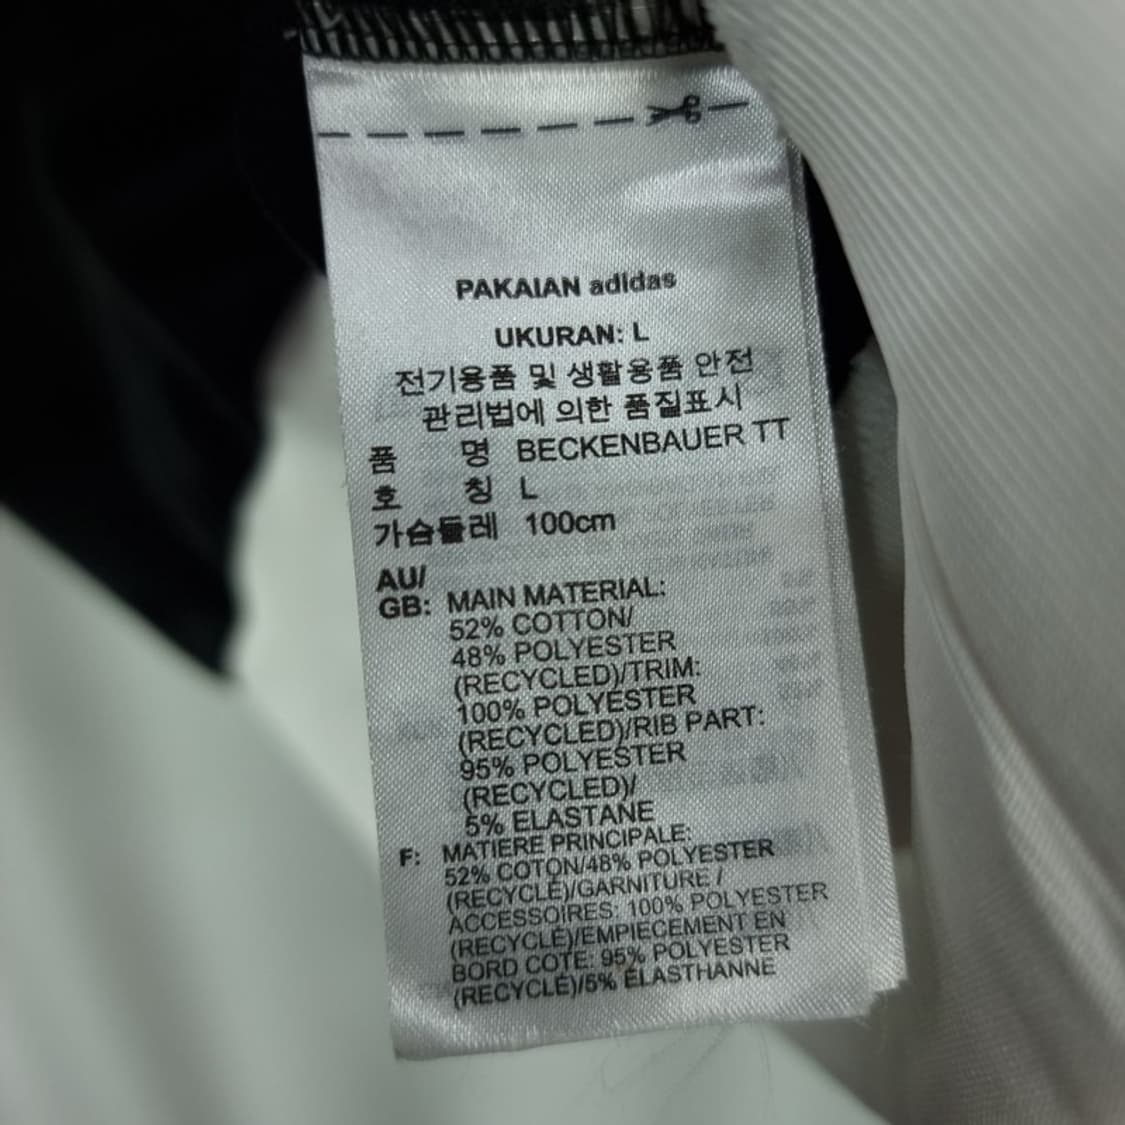 PAKAIAN adidas
UKURAN: L
전기용품 및 생활용품 안전
관리법에 의한 품질표시
품 명 BECKENBAUER TT
호 칭 L
가슴둘레 100cm
AU/
GB: MAIN MATERIAL:
52% COTTON/
48% POLYESTER
(RECYCLED)/TRIM:
100% POLYESTER
(RECYCLED)/RIB PART:
95% POLYESTER
(RECYCLED)/
5% ELASTANE
F: MATIERE PRINCIPALE:
52% COTON/48% POLYESTER
(RECYCLÉ)/GARNITURE /
ACCESSOIRES: 100% POLYESTER
(RECYCLÉ)/EMPIECEMENT EN
BORD COTE: 95% POLYESTER
(RECYCLÉ)/5% ÉLASTHANNE